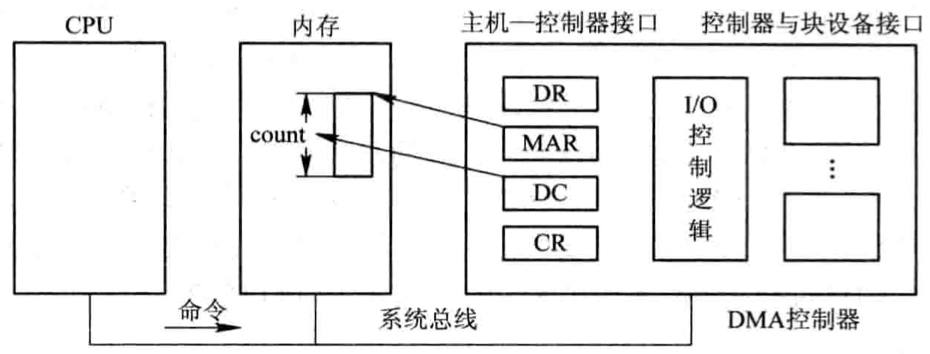 CPU
内存
主机—控制器接口
控制器与块设备接口
count
DR
MAR
DC
CR
I/O
控
制
逻
辑
...
命令
系统总线
DMA控制器